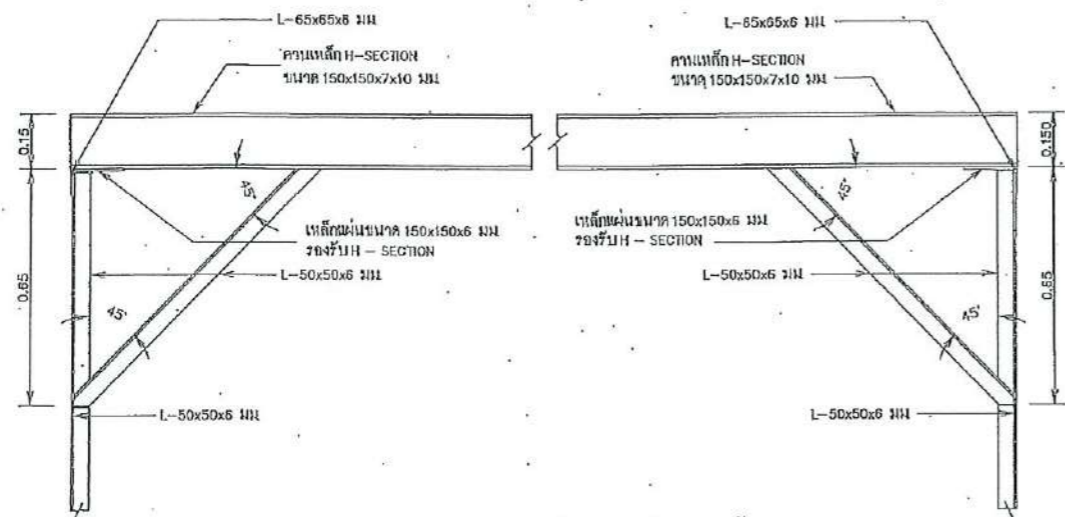 L-65x65x6 มม
L-65x65x6 มม
คานเหล็ก H-SECTION
ขนาด 150x150x7x10 มม
คานเหล็ก H-SECTION
ขนาด 150x150x7x10 มม
0.15
0.150
45°
45°
เหล็กแผ่นขนาด 150x150x6 มม
รองรับ H - SECTION
เหล็กแผ่นขนาด 150x150x6 มม
รองรับ H - SECTION
L-50x50x6 มม
L-50x50x6 มม
0.65
0.65
45°
45°
L-50x50x6 มม
L-50x50x6 มม